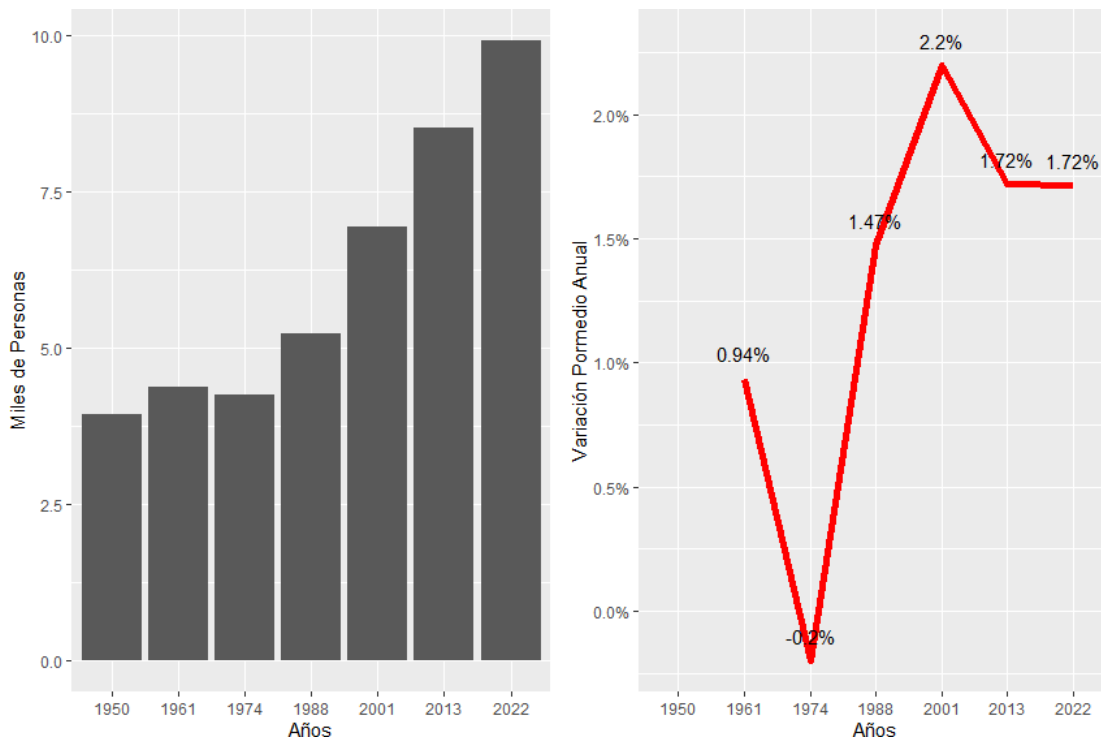 Miles de Personas
10.0
7.5
5.0
2.5
0.0
1950 1961 1974 1988 2001 2013 2022
Años
Variación Pormedio Anual
2.0%
1.5%
1.0%
0.5%
0.0%
0.94%
-0.2%
1.47%
2.2%
1.72%
1.72%
1950 1961 1974 1988 2001 2013 2022
Años